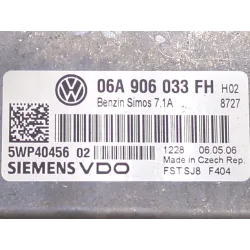 06A 906 033 FH H02
Benzin Simos 7.1A 8727
5WP40456 02
SIEMENS VDO
1228 06.05.06
Made in Czech Rep.
FST SJ8 F404